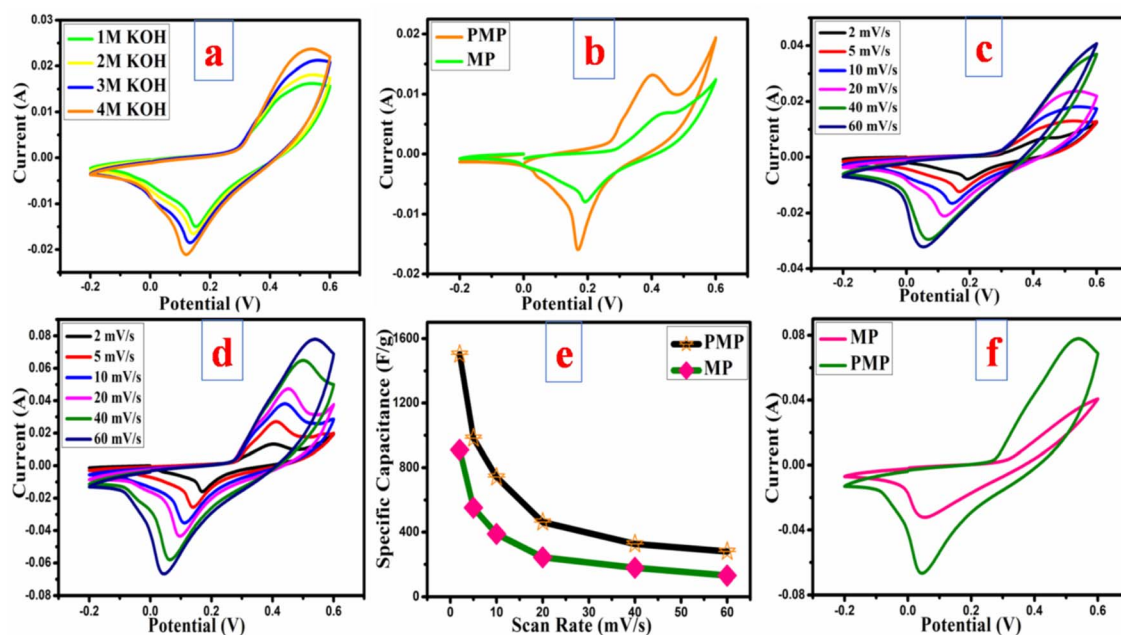 a
1M KOH
2M KOH
3M KOH
4M KOH
Current (A)
0.03
0.02
0.01
0.00
-0.01
-0.02
0.00
-0.2
0.0
0.2
0.4
0.6
Potential (V)
b
PMP
MP
Current (A)
0.02
0.01
0.00
-0.01
0.02
-0.2
0.0
0.2
0.4
0.6
Potential (V)
c
2 mV/s
5 mV/s
10 mV/s
20 mV/s
40 mV/s
60 mV/s
Current (A)
0.04
0.02
0.00
-0.02
-0.04
-0.2
0.0
0.2
0.4
0.6
Potential (V)
d
2 mV/s
5 mV/s
10 mV/s
20 mV/s
40 mV/s
60 mV/s
Current (A)
0.08
0.06
0.04
0.02
0.00
-0.02
-0.04
-0.06
-0.08
-0.2
0.0
0.2
0.4
0.6
Potential (V)
e
PMP
MP
Specific Capacitance (F/g)
1600
1200
800
400
0
0
10
20
30
40
50
60
Scan Rate (mV/s)
f
MP
PMP
Current (A)
0.08
0.04
0.00
-0.04
0.08
-0.2
0.0
0.2
0.4
0.6
Potential (V)